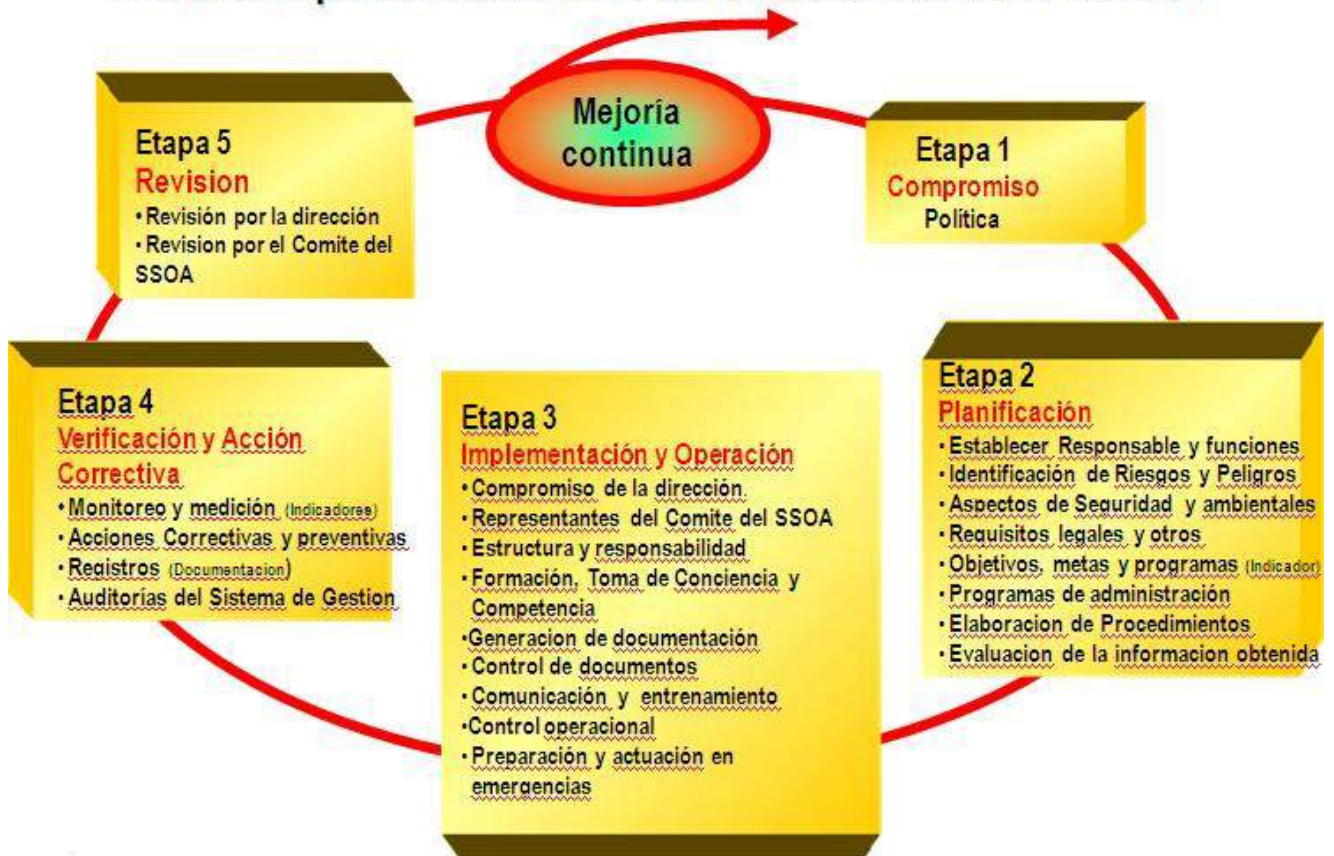 Mejoría
continua
Etapa 1
Compromiso
Política
Etapa 2
Planificación
• Establecer Responsable y funciones
• Identificación de Riesgos y Peligros
• Aspectos de Seguridad y ambientales
• Requisitos legales y otros
• Objetivos, metas y programas (Indicador)
• Programas de administración
• Elaboracion de Procedimientos
• Evaluacion de la informacion obtenida
Etapa 3
Implementación y Operación
• Compromiso de la dirección
• Representantes del Comite del SSOA
• Estructura y responsabilidad
• Formación, Toma de Conciencia y
Competencia
•Generacion de documentación
• Control de documentos
• Comunicación y entrenamiento
•Control operacional
• Preparación y actuación en
emergencias
Etapa 4
Verificación y Acción
Correctiva
• Monitoreo y medición (Indicadores)
• Acciones Correctivas y preventivas
• Registros (Documentacion)
• Auditorías del Sistema de Gestion
Etapa 5
Revision
• Revisión por la dirección
• Revision por el Comite del
SSOA